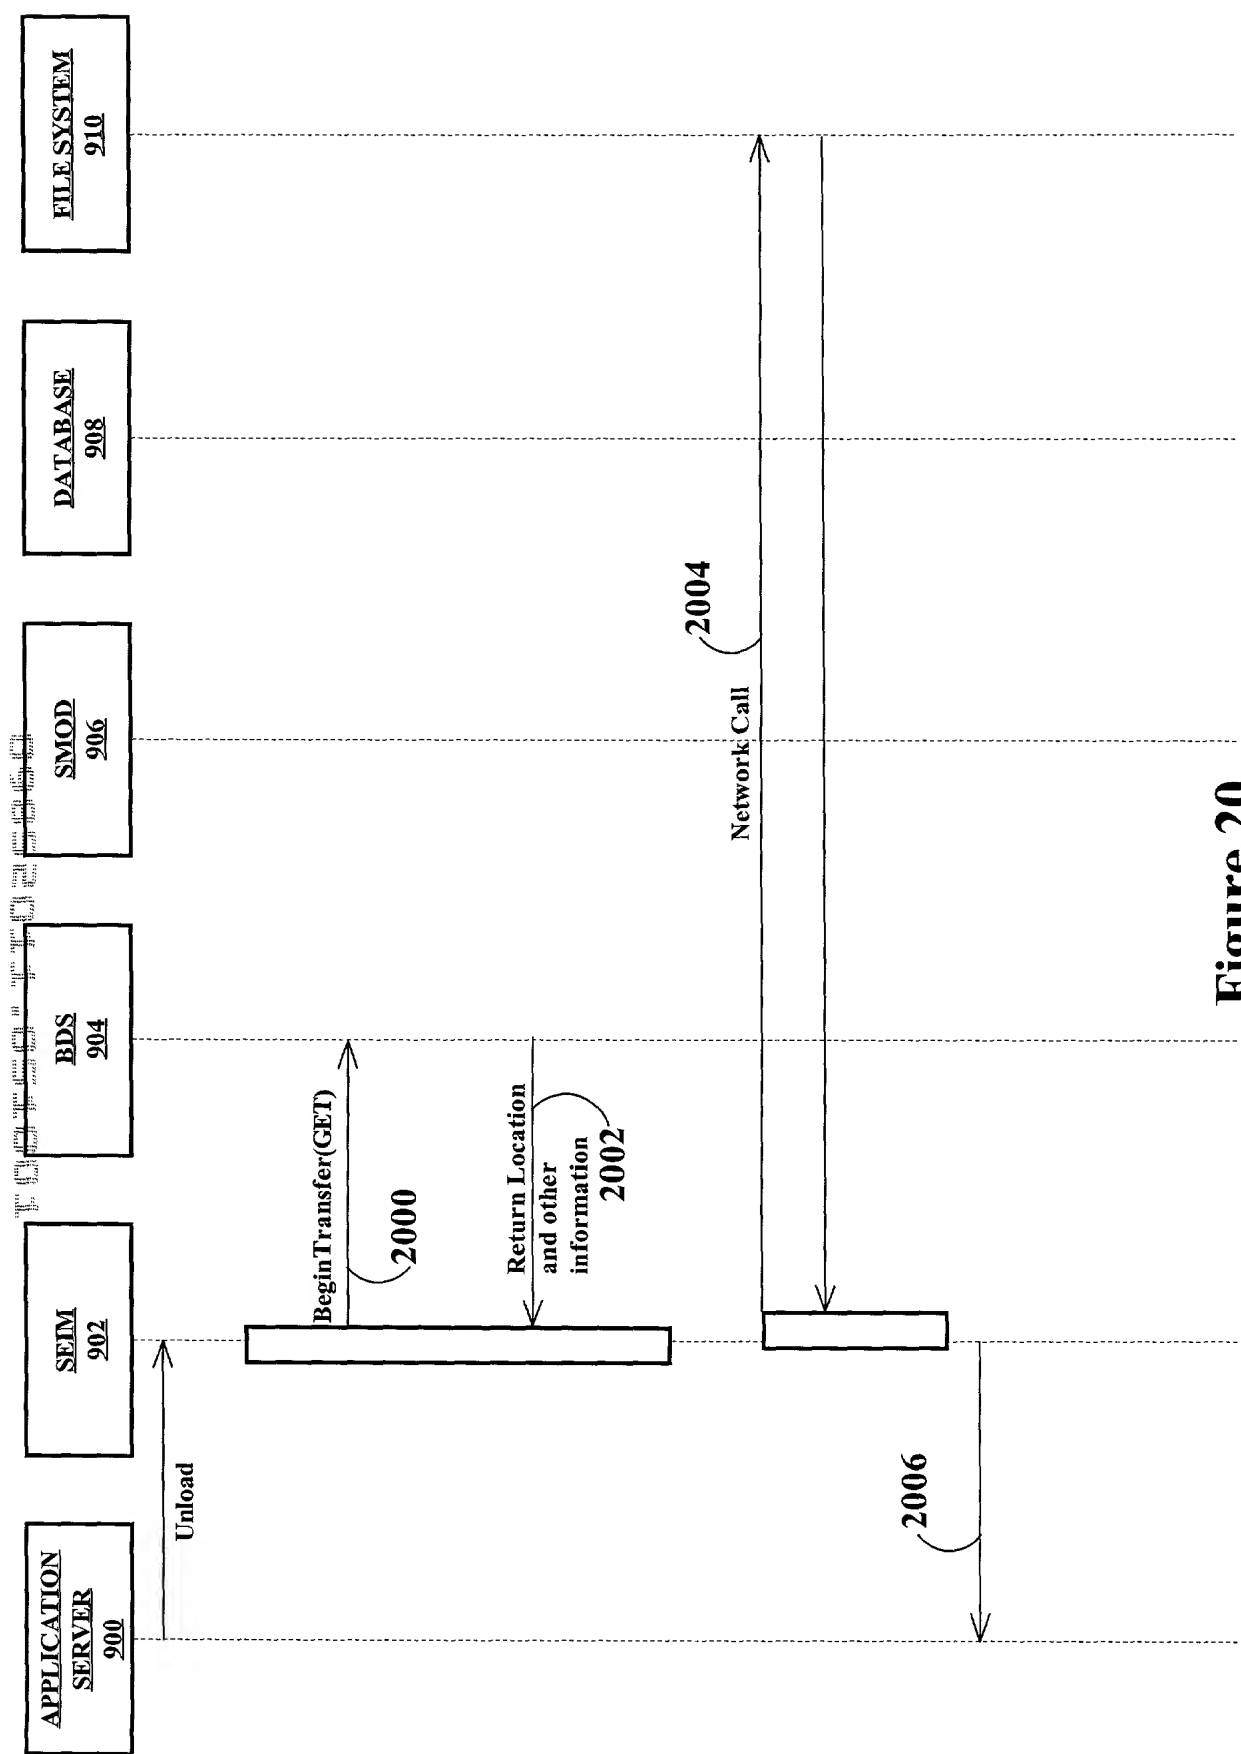 APPLICATION
SERVER
900
SEIM
902
BDS
904
SMOD
906
DATABASE
908
FILE SYSTEM
910
Unload
BeginTransfer(GET)
2000
Return Location
and other
information
2002
Network Call
2004
2006
Figure 20